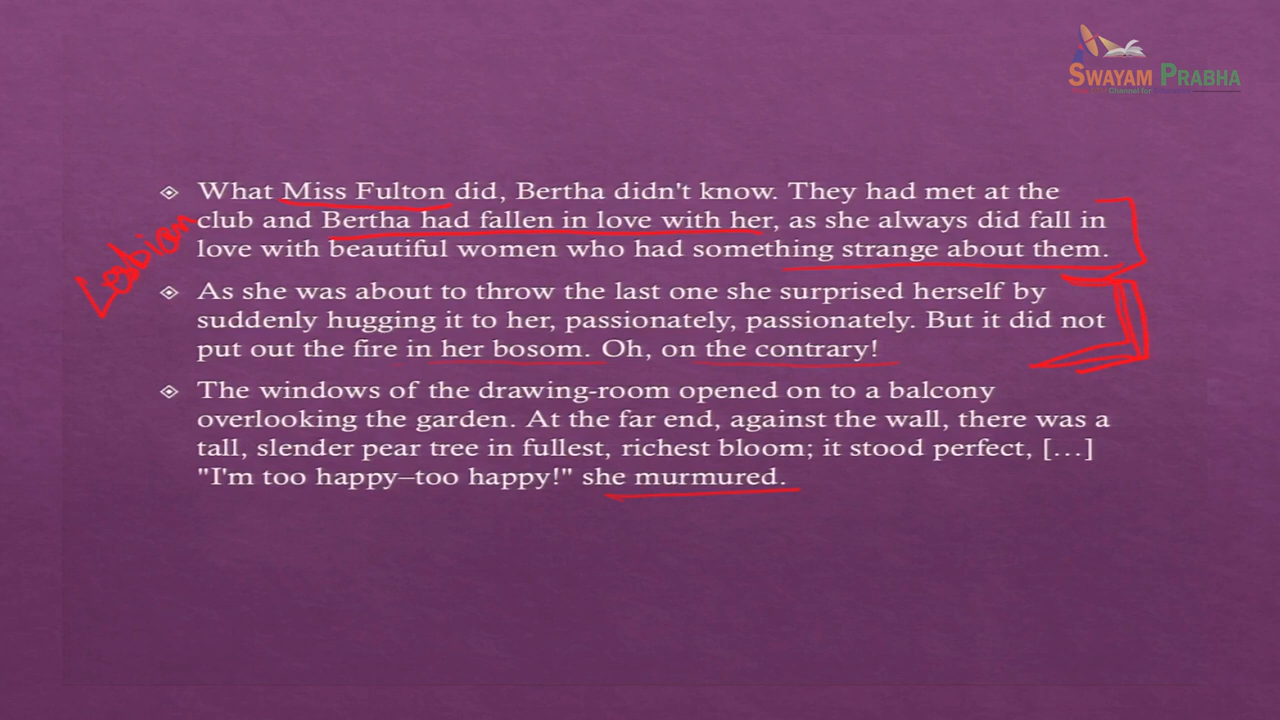 SWAYAM PRABHA
What Miss Fulton did, Bertha didn't know. They had met at the
club and Bertha had fallen in love with her, as she always did fall in
love with beautiful women who had something strange about them.
Lesbian
As she was about to throw the last one she surprised herself by
suddenly hugging it to her, passionately, passionately. But it did not
put out the fire in her bosom. Oh, on the contrary!
The windows of the drawing-room opened on to a balcony
overlooking the garden. At the far end, against the wall, there was a
tall, slender pear tree in fullest, richest bloom; it stood perfect, […]
"I'm too happy–too happy!" she murmured.